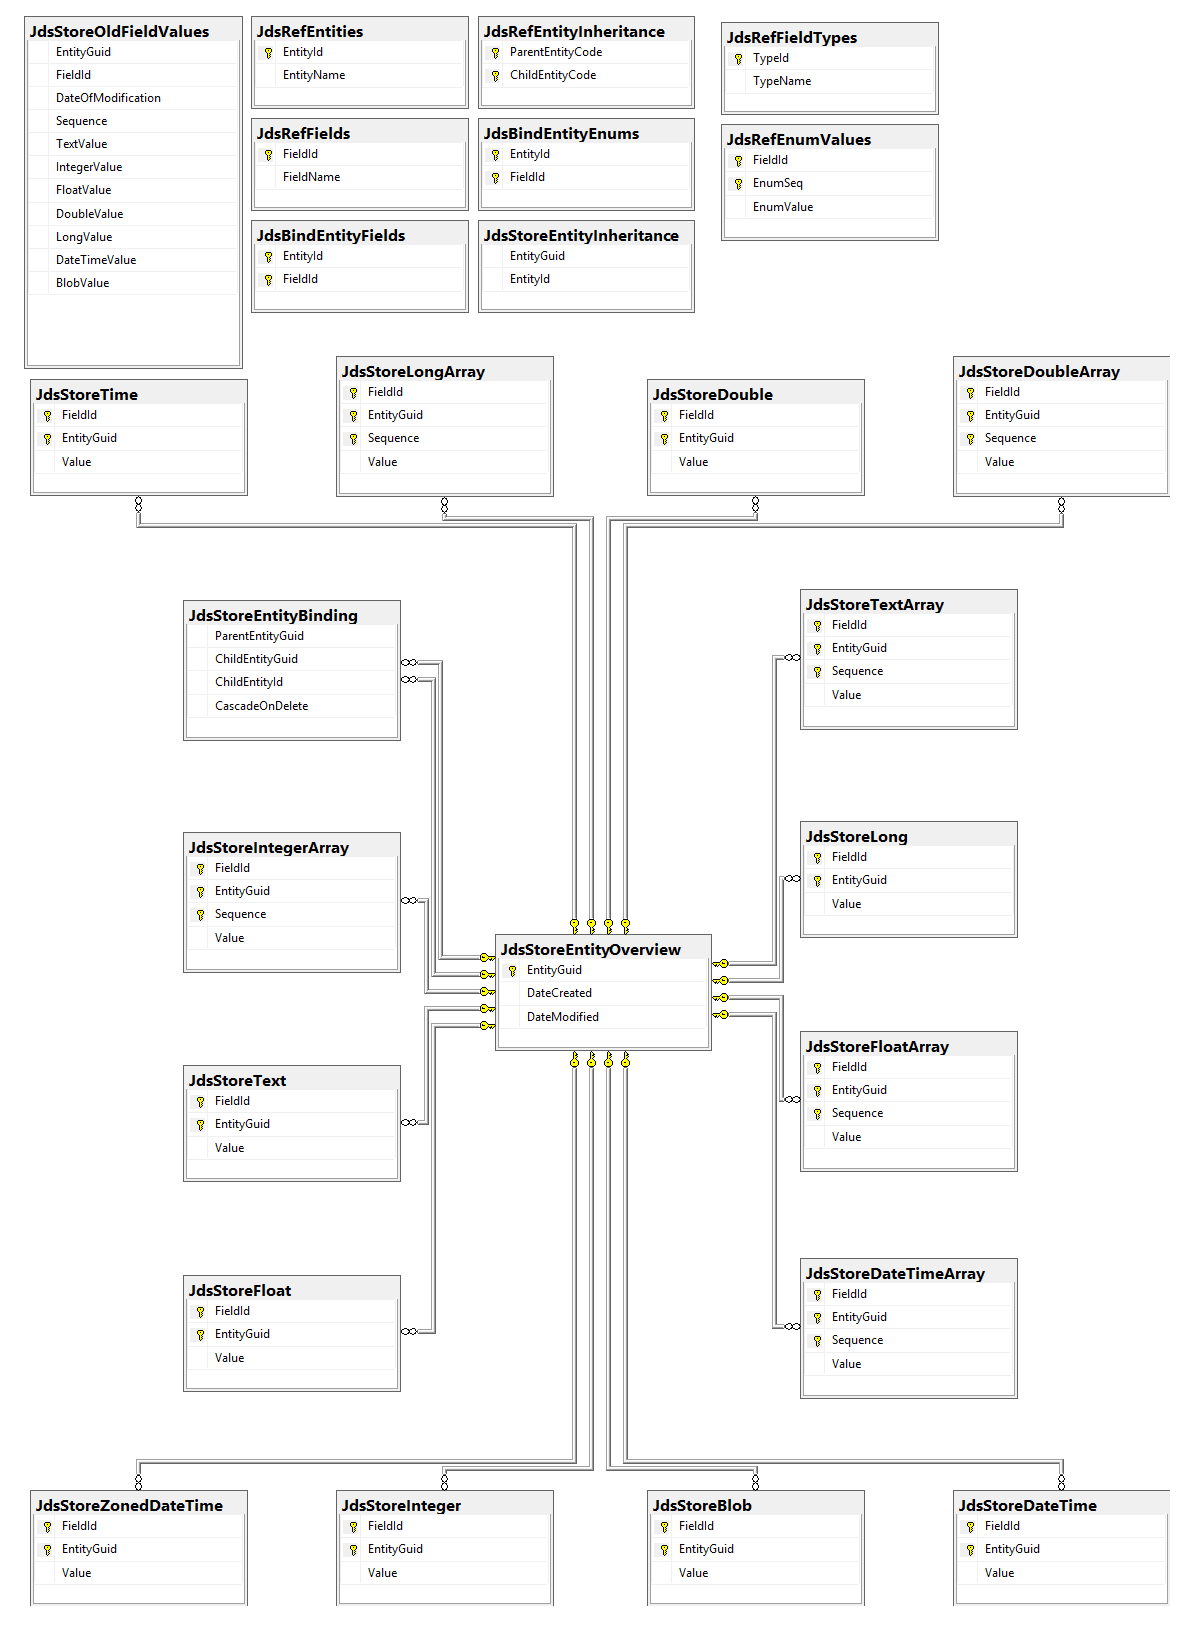 JdsStoreOldFieldValues
EntityGuid
FieldId
DateOfModification
Sequence
TextValue
IntegerValue
FloatValue
DoubleValue
LongValue
DateTimeValue
BlobValue
JdsRefEntities
EntityId
EntityName
JdsRefEntityInheritance
ParentEntityCode
ChildEntityCode
JdsRefFieldTypes
TypeId
TypeName
JdsRefFields
FieldId
FieldName
JdsBindEntityEnums
EntityId
FieldId
JdsRefEnumValues
FieldId
EnumSeq
EnumValue
JdsBindEntityFields
EntityId
FieldId
JdsStoreEntityInheritance
EntityGuid
EntityId
JdsStoreTime
FieldId
EntityGuid
Value
JdsStoreLongArray
FieldId
EntityGuid
Sequence
Value
JdsStoreDouble
FieldId
EntityGuid
Value
JdsStoreDoubleArray
FieldId
EntityGuid
Sequence
Value
JdsStoreEntityBinding
ParentEntityGuid
ChildEntityGuid
ChildEntityId
CascadeOnDelete
JdsStoreTextArray
FieldId
EntityGuid
Sequence
Value
JdsStoreIntegerArray
FieldId
EntityGuid
Sequence
Value
JdsStoreLong
FieldId
EntityGuid
Value
JdsStoreEntityOverview
EntityGuid
DateCreated
DateModified
JdsStoreText
FieldId
EntityGuid
Value
JdsStoreFloatArray
FieldId
EntityGuid
Sequence
Value
JdsStoreFloat
FieldId
EntityGuid
Value
JdsStoreDateTimeArray
FieldId
EntityGuid
Sequence
Value
JdsStoreZonedDateTime
FieldId
EntityGuid
Value
JdsStoreInteger
FieldId
EntityGuid
Value
JdsStoreBlob
FieldId
EntityGuid
Value
JdsStoreDateTime
FieldId
EntityGuid
Value